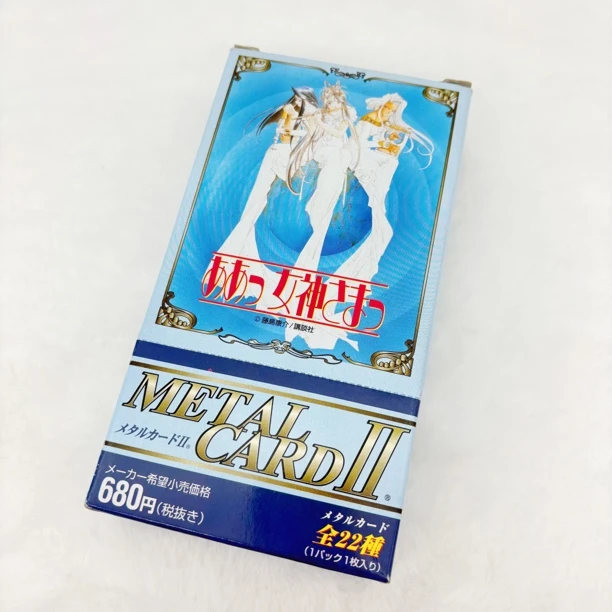 ああっ女神さまっ
© 藤島康介/講談社
METAL
CARD II®
メタルカードII®
メーカー希望小売価格
680円(税抜き)
メタルカード
全22種
(1パック1枚入り)